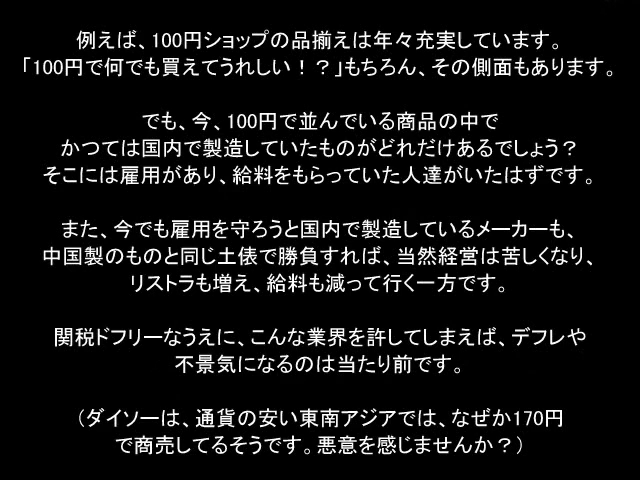 例えば、100円ショップの品揃えは年々充実しています。
「100円で何でも買えてうれしい！？」もちろん、その側面もあります。
でも、今、100円で並んでいる商品の中で
かつては国内で製造していたものがどれだけあるでしょう？
そこには雇用があり、給料をもらっていた人達がいたはずです。
また、今でも雇用を守ろうと国内で製造しているメーカーも、
中国製のものと同じ土俵で勝負すれば、当然経営は苦しくなり、
リストラも増え、給料も減って行く一方です。
関税ドフリーなうえに、こんな業界を許してしまえば、デフレや
不景気になるのは当たり前です。
（ダイソーは、通貨の安い東南アジアでは、なぜか170円
で商売してるそうです。悪意を感じませんか？）